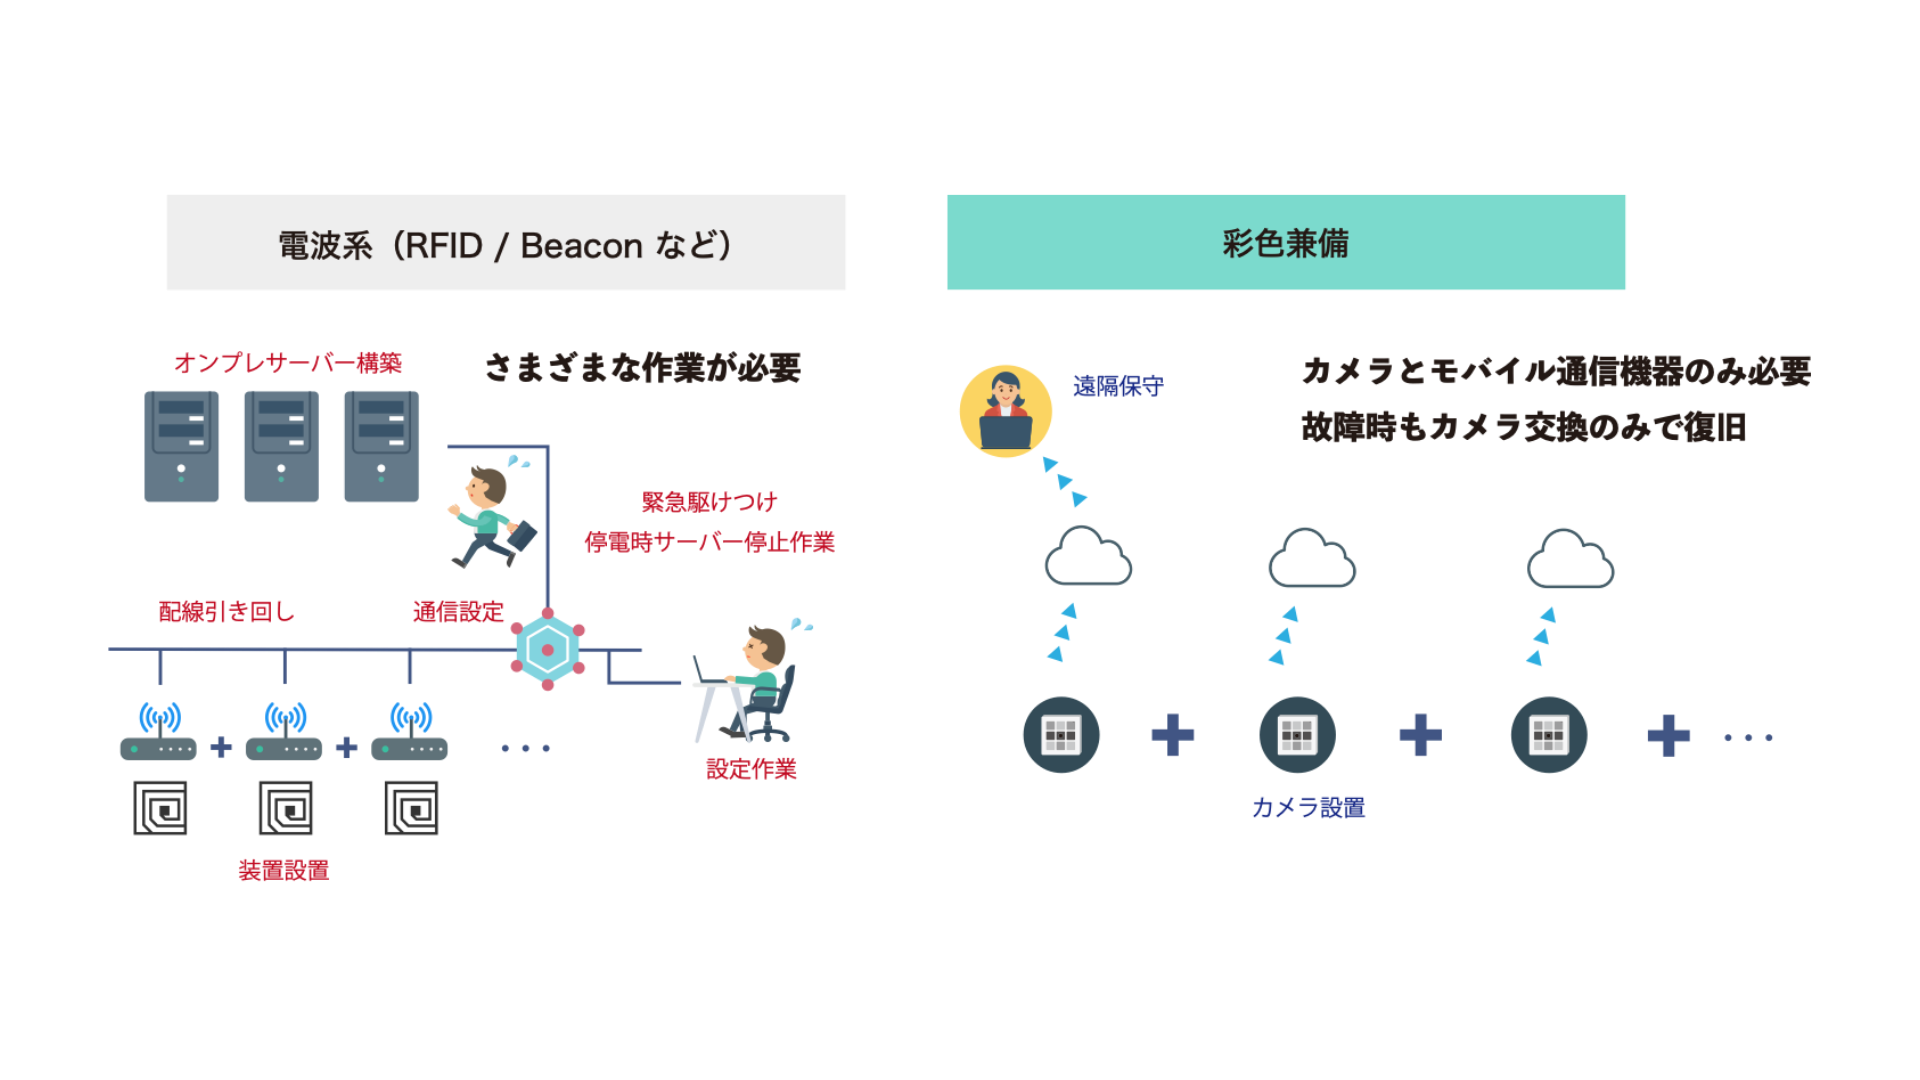 電波系（RFID / Beacon など）
オンプレサーバー構築
さまざまな作業が必要
緊急駆けつけ
停電時サーバー停止作業
配線引き回し
通信設定
設定作業
装置設置
彩色兼備
遠隔保守
カメラとモバイル通信機器のみ必要
故障時もカメラ交換のみで復旧
カメラ設置